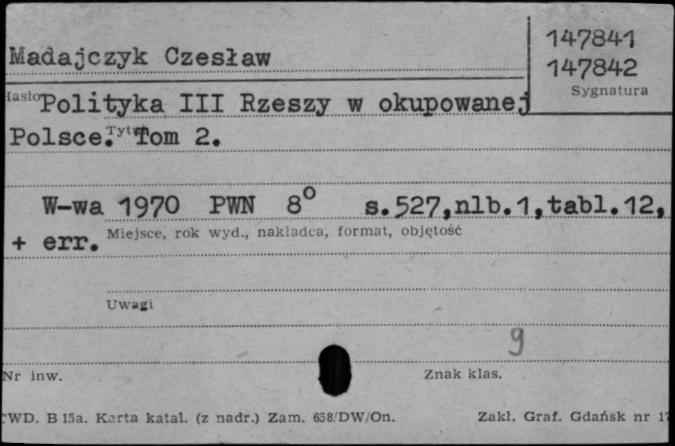 147841
Madajczyk Czesław
147842
Hasło
Sygnatura
Polityka III Rzeszy w okupowanej
Polsce. Tom 2.
Tytuł
W-wa 1970 PWN 8° s.527,nlb.1,tabl.12,
+ err.
Miejsce, rok wyd., nakładca, format, objętość
Uwagi
9
Nr inw.
Znak klas.
WD. B 15a. Karta katal. (z nadr.) Zam. 658/DW/On. Zakł. Graf. Gdańsk nr